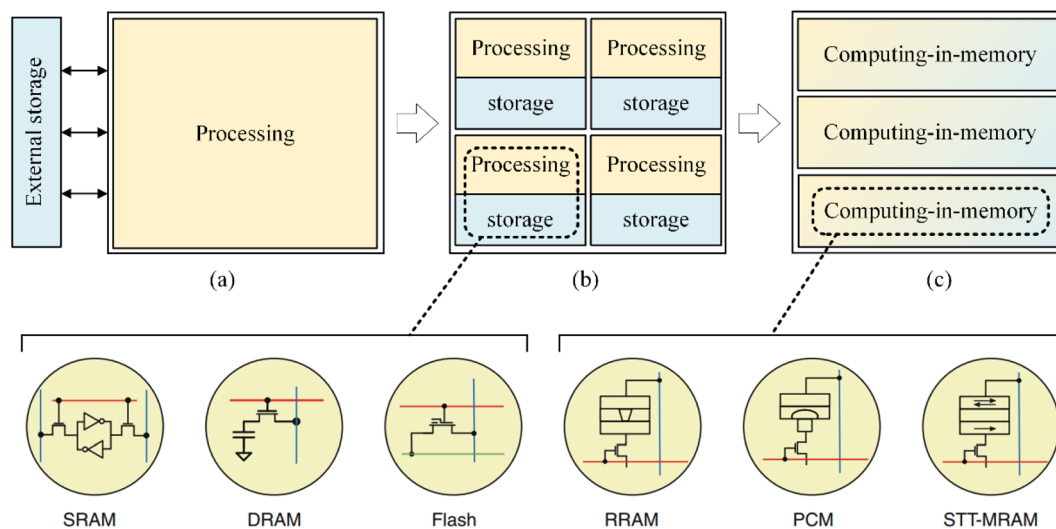 External storage
Processing
(a)
Processing
Processing
storage
storage
Processing
Processing
storage
storage
(b)
Computing-in-memory
Computing-in-memory
Computing-in-memory
(c)
SRAM
DRAM
Flash
RRAM
PCM
STT-MRAM